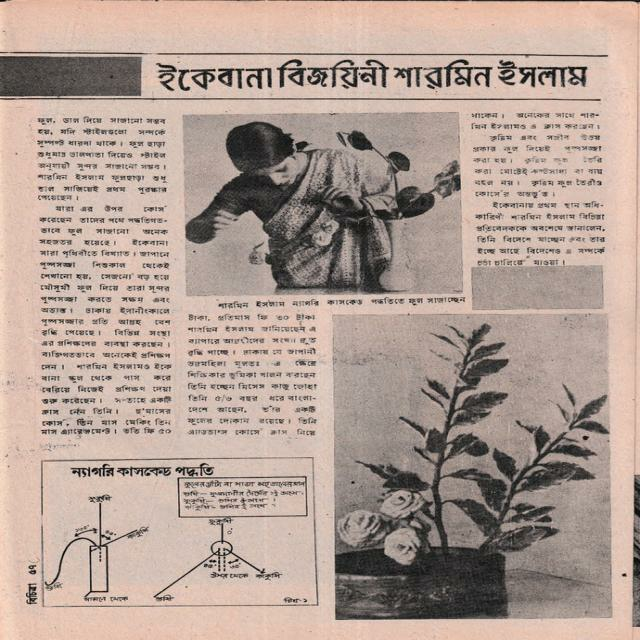 ইকেবানা বিজয়িনী শারমিন ইসলাম
ফুল, ডাল দিয়ে সাজানো সম্ভব
হয়, যদি স্টাইলগুলো সম্পর্কে
সুস্পষ্ট ধারণা থাকে। ফুল ছাড়া
শুধুমাত্র ডালপাতা দিয়েও স্টাইল
অনুযায়ী সুন্দর সাজানো সম্ভব।
শারমিন ইসলাম ফুলছাড়া শুধু
ডাল সাজিয়েই প্রথম পুরস্কার
পেয়েছেন।
যারা এর উপর কোর্স
করেছেন তাদের পক্ষে পদ্ধতিগত-
ভাবে ফুল সাজানো অনেক
সহজতর হয়েছে। ইকেবানা
সারা পৃথিবীতে বিখ্যাত। জাপানে
পুষ্পসজ্জা শিশুকাল থেকেই
শেখানো হয়, সেজন্যে বড় হয়ে
মৌসুমী ফুল দিয়ে তারা সুন্দর
পুষ্পসজ্জা করতে সক্ষম এবং
অভ্যস্ত। ঢাকায় ইদানীংকালে
পুষ্পসজ্জার প্রতি আগ্রহ বেশ
বৃদ্ধি পেয়েছে। বিভিন্ন সংস্থা
এর প্রশিক্ষণের ব্যবস্থা করছেন।
ব্যক্তিগতভাবে অনেকেই প্রশিক্ষণ
দেন। শারমিন ইসলামও ইকে
বানা স্কুল থেকে পাস করে
বেরিয়ে নিজেই প্রশিক্ষণ দেয়া
শুরু করেছেন। সপ্তাহে একটি
ক্লাস নেন তিনি। ছ'মাসের
কোর্স, তিন মাস মেকিং তিন
মাস এ্যারেঞ্জমেন্ট। ভর্তি ফি ৫০
শারমিন ইসলাম ন্যাগরি কাসকেড পদ্ধতিতে ফুল সাজাচ্ছেন
টাকা, প্রতিমাস ফি ৩০ টাকা
শারমিন ইসলাম জানিয়েছেন এ
ব্যাপারে আগ্রহীদের সংখ্যা দ্রুত
বৃদ্ধি পাচ্ছে। ঢাকায় যে জাপানী
ভদ্রমহিলা মূলতঃ এ ক্ষেত্রে
শিক্ষিকার ভূমিকা পালন করছেন
তিনি হচ্ছেন মিসেস কাজু জোহা
তিনি ৫/৬ বছর ধরে বাংলা-
দেশে আছেন, তাঁর একটি
ফুলের দোকান রয়েছে। তিনি
এ্যাডভান্স কোর্সে ক্লাস নিয়ে
থাকেন। অনেকের সাথে শার-
মিন ইসলামও এ ক্লাস করছেন।
কৃত্রিম এবং সজীব উভয়
প্রকার ফুল দিয়েই পুষ্পসজ্জা
করা হয়। কৃত্রিম ফুল তৈরি
করা মোটেই কষ্টসাধ্য বা ব্যয়
বহুল নয়। কৃত্রিম ফুল তৈরীও
কোর্সের অন্তর্ভুক্ত।
ইকেবানায় প্রথম স্থান অধি-
কারিণী শারমিন ইসলাম বিচিত্রা
প্রতিবেদককে অবশেষে জানালেন,
তিনি বিদেশে যাচ্ছেন এবং তার
ইচ্ছে আছে বিদেশেও এ সম্পর্কে
চর্চা চালিয়ে যাওয়া।
ন্যাগরি কাসকেড পদ্ধতি
সামনে থেকে
উপর থেকে
চিত্র-১
বিচিত্রা ৫৭